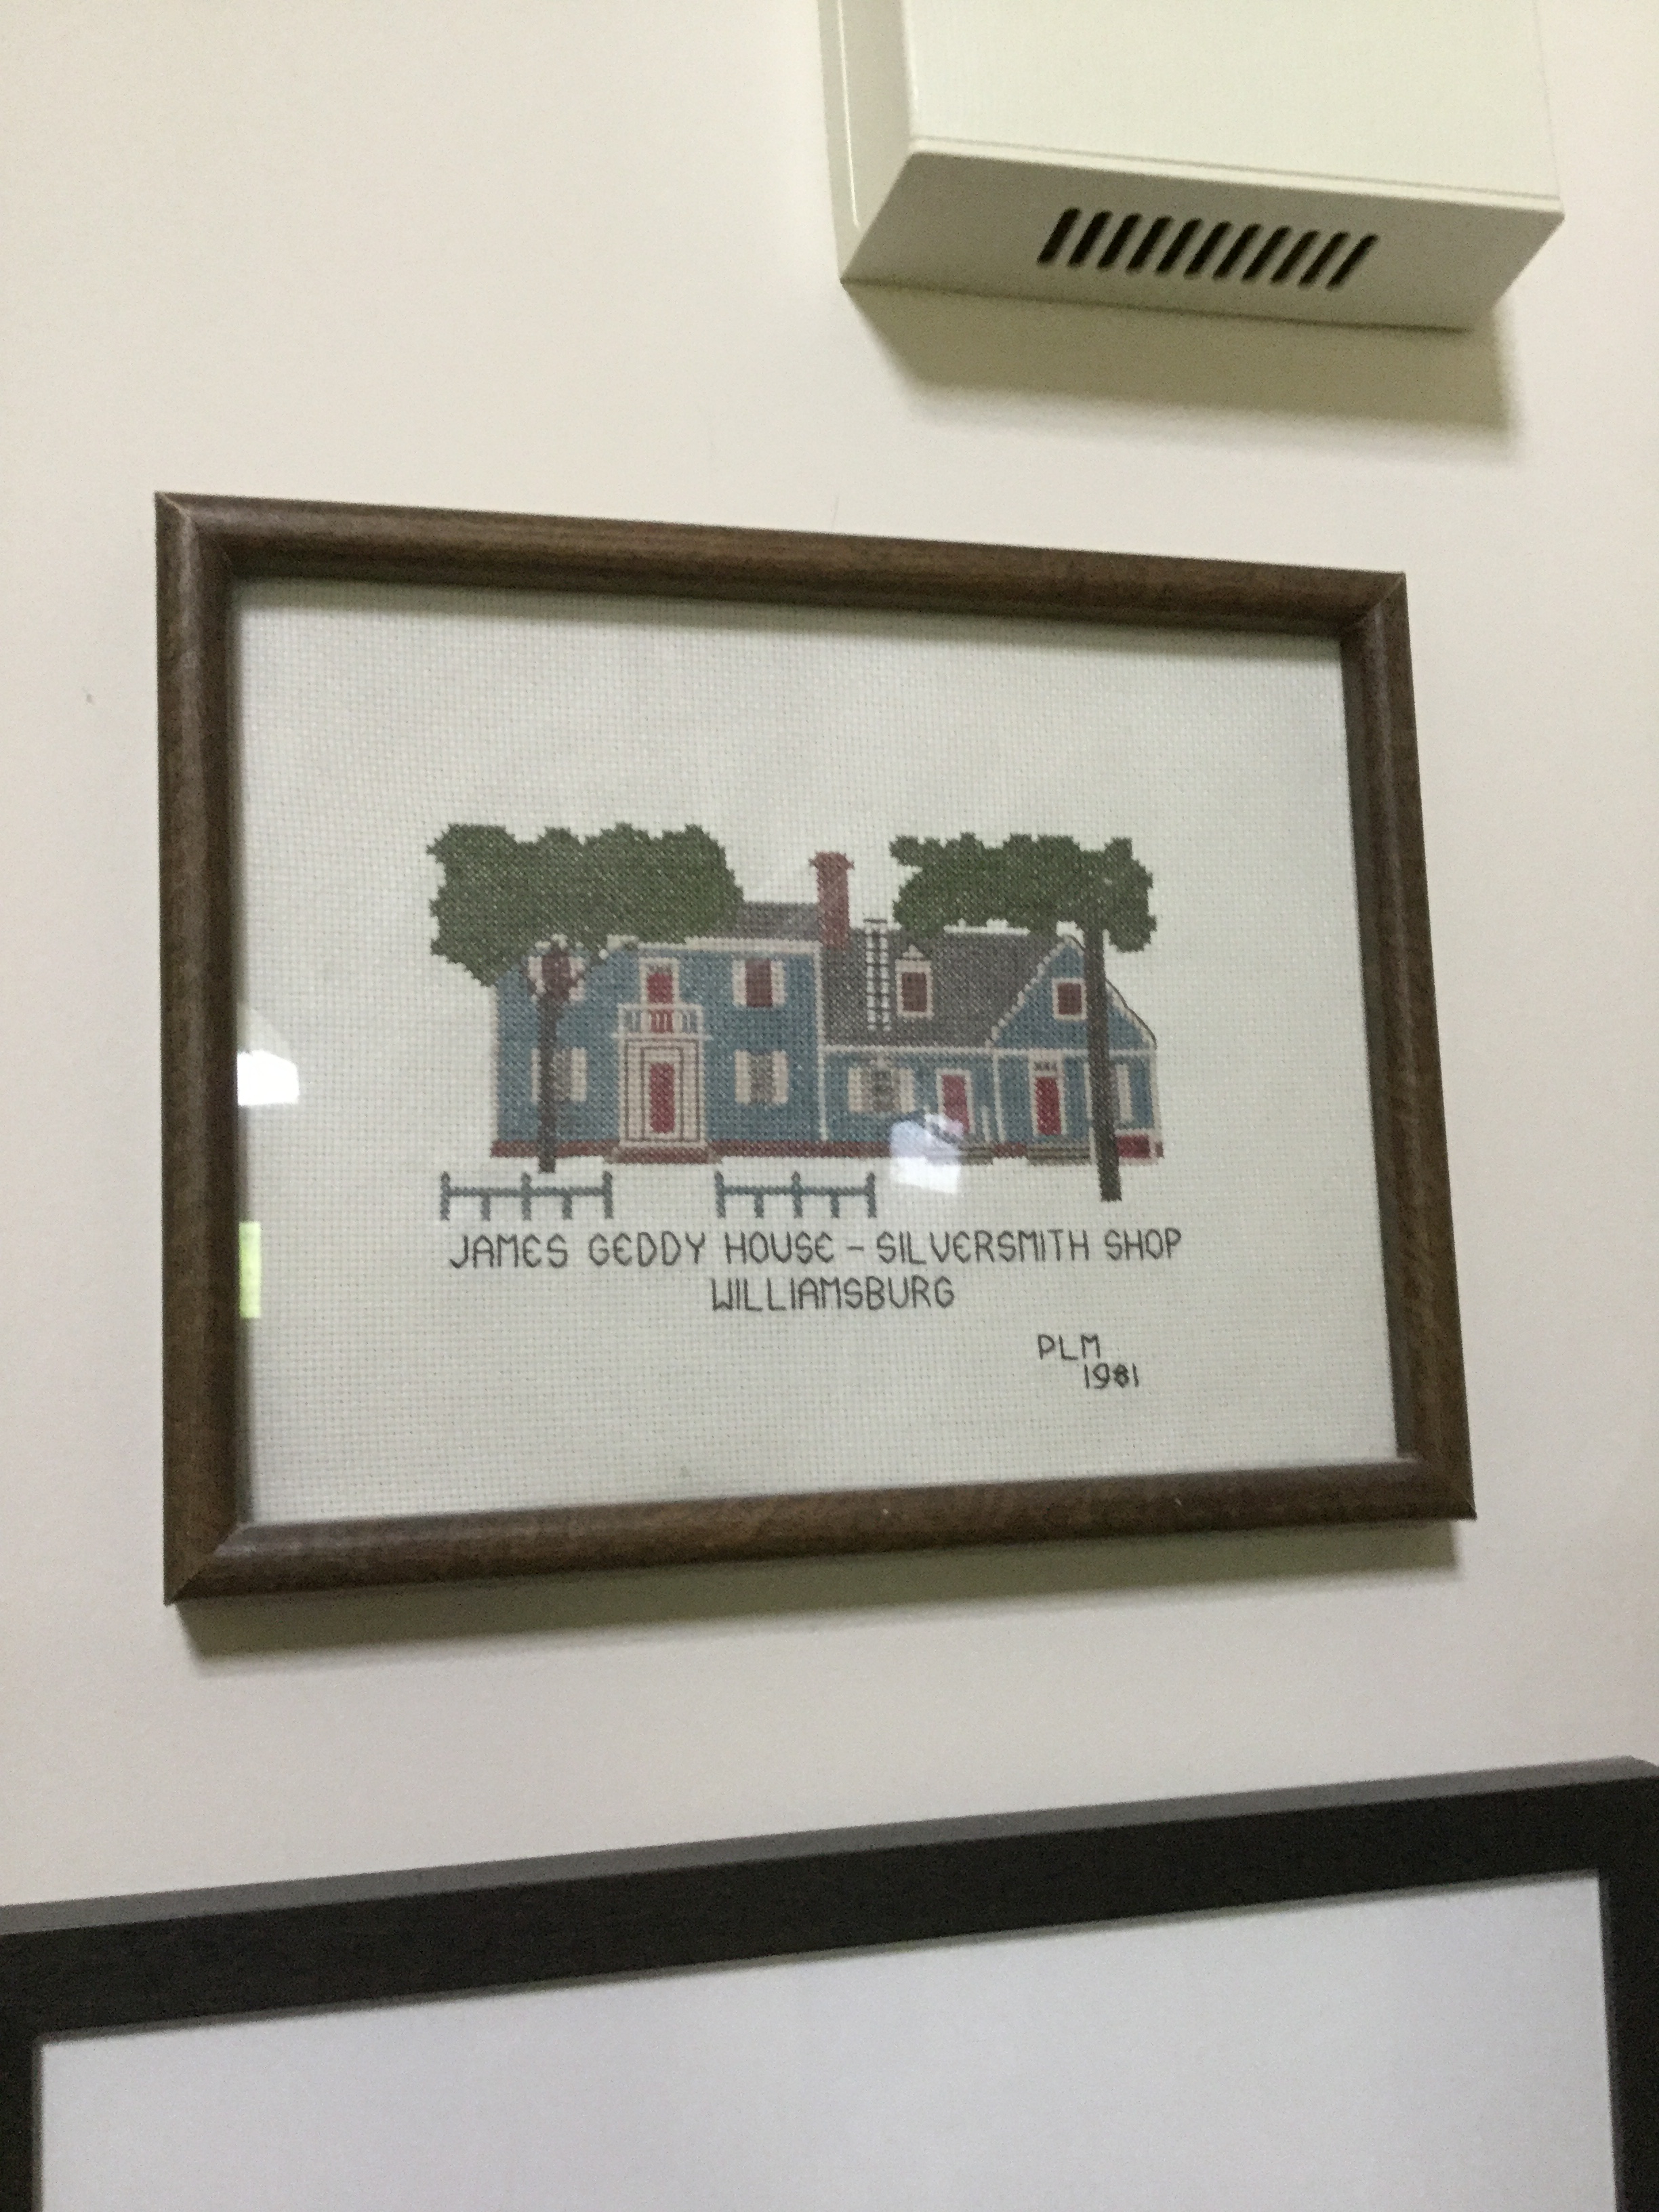 JAMES GEDDY HOUSE - SILVERSMITH SHOP
WILLIAMSBURG
PLM
1981